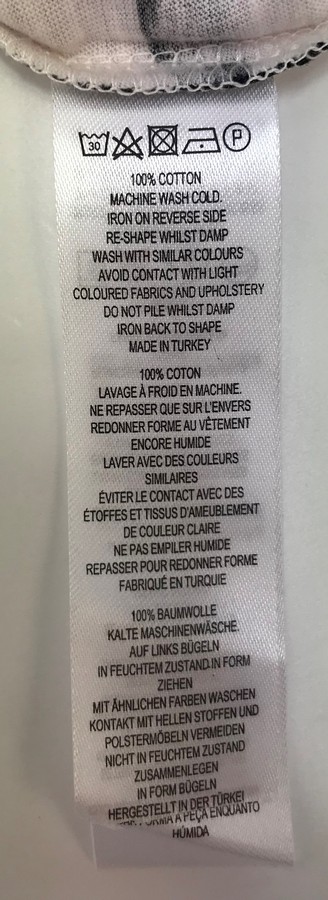 30
P
100% COTTON
MACHINE WASH COLD.
IRON ON REVERSE SIDE
RE-SHAPE WHILST DAMP
WASH WITH SIMILAR COLOURS
AVOID CONTACT WITH LIGHT
COLOURED FABRICS AND UPHOLSTERY
DO NOT PILE WHILST DAMP
IRON BACK TO SHAPE
MADE IN TURKEY
100% COTON
LAVAGE À FROID EN MACHINE.
NE REPASSER QUE SUR L'ENVERS
REDONNER FORME AU VÊTEMENT
ENCORE HUMIDE
LAVER AVEC DES COULEURS
SIMILAIRES
ÉVITER LE CONTACT AVEC DES
ÉTOFFES ET TISSUS D'AMEUBLEMENT
DE COULEUR CLAIRE
NE PAS EMPILER HUMIDE
REPASSER POUR REDONNER FORME
FABRIQUÉ EN TURQUIE
100% BAUMWOLLE
KALTE MASCHINENWÄSCHE.
AUF LINKS BÜGELN
IN FEUCHTEM ZUSTAND IN FORM
ZIEHEN
MIT ÄHNLICHEN FARBEN WASCHEN
KONTAKT MIT HELLEN STOFFEN UND
POLSTERMÖBELN VERMEIDEN
NICHT IN FEUCHTEM ZUSTAND
ZUSAMMENLEGEN
IN FORM BÜGELN
HERGESTELLT IN DER TÜRKEI
A PEÇA ENQUANTO
HÚMIDA